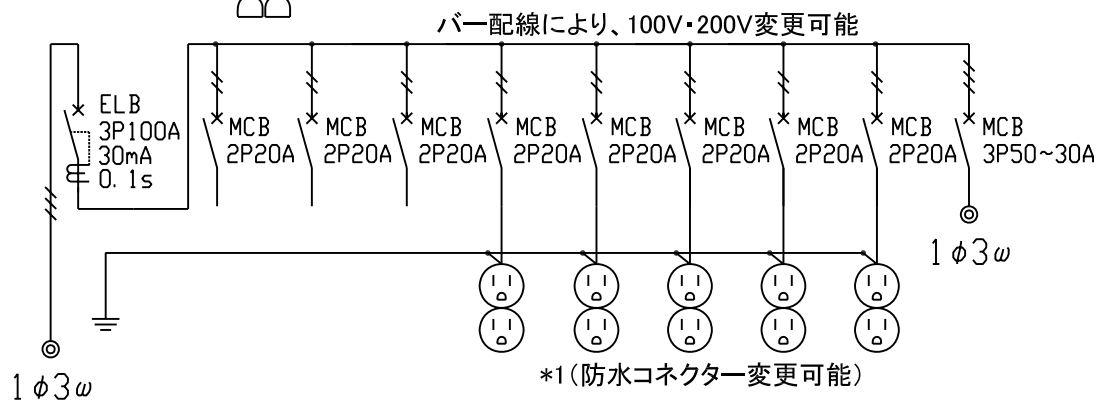 バー配線により、100V・200V変更可能
ELB
3P100A
30mA
0.1s
MCB
2P20A
MCB
2P20A
MCB
2P20A
MCB
2P20A
MCB
2P20A
MCB
2P20A
MCB
2P20A
MCB
2P20A
MCB
3P50~30A
1φ3ω
1φ3ω
*1(防水コネクター変更可能)